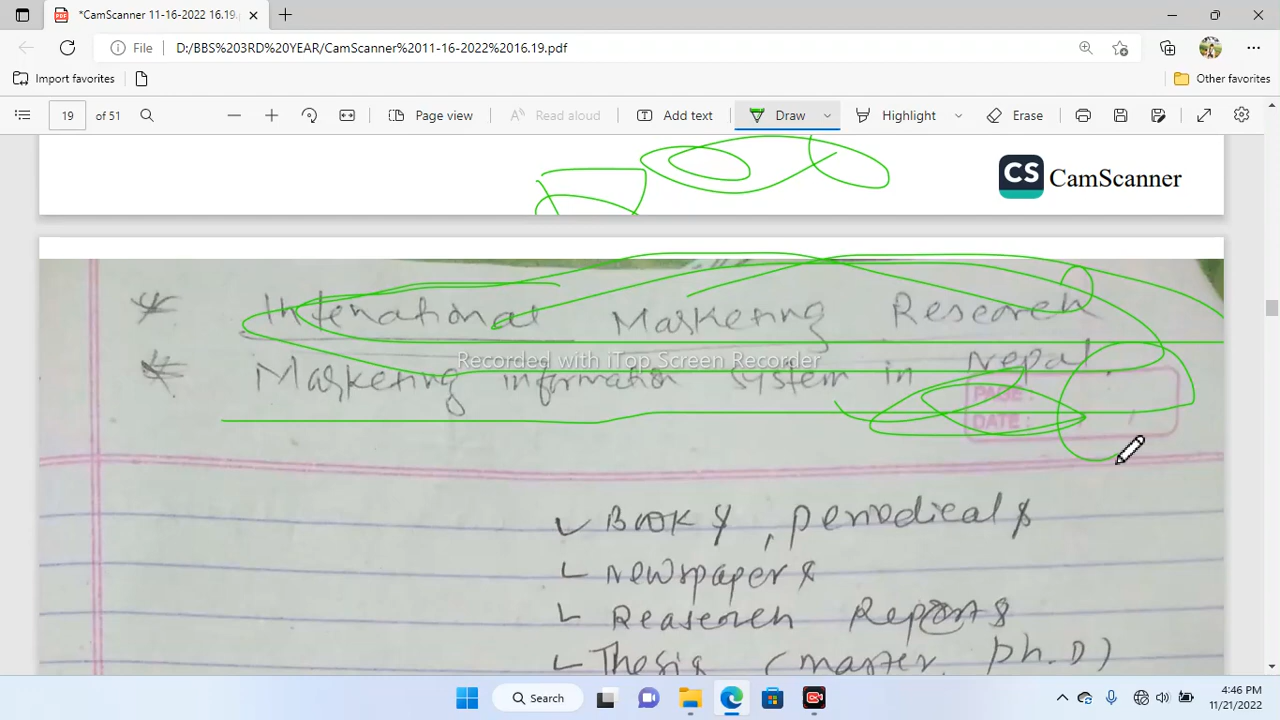 *CamScanner 11-16-2022 16.19.
File D:/BBS%203RD%20YEAR/CamScanner%2011-16-2022%2016.19.pdf
Import favorites
Other favorites
19 of 51 Page view Read aloud Add text Draw Highlight Erase
CS CamScanner
Intenational Marketing Research
Recorded with iTop Screen Recorder
Marketing information system in Nepal.
PAGE:
DATE:
Books, periodicals
Newspapers
Reaserch Reports
Thesis (master, ph.D)
Search
4:46 PM
11/21/2022